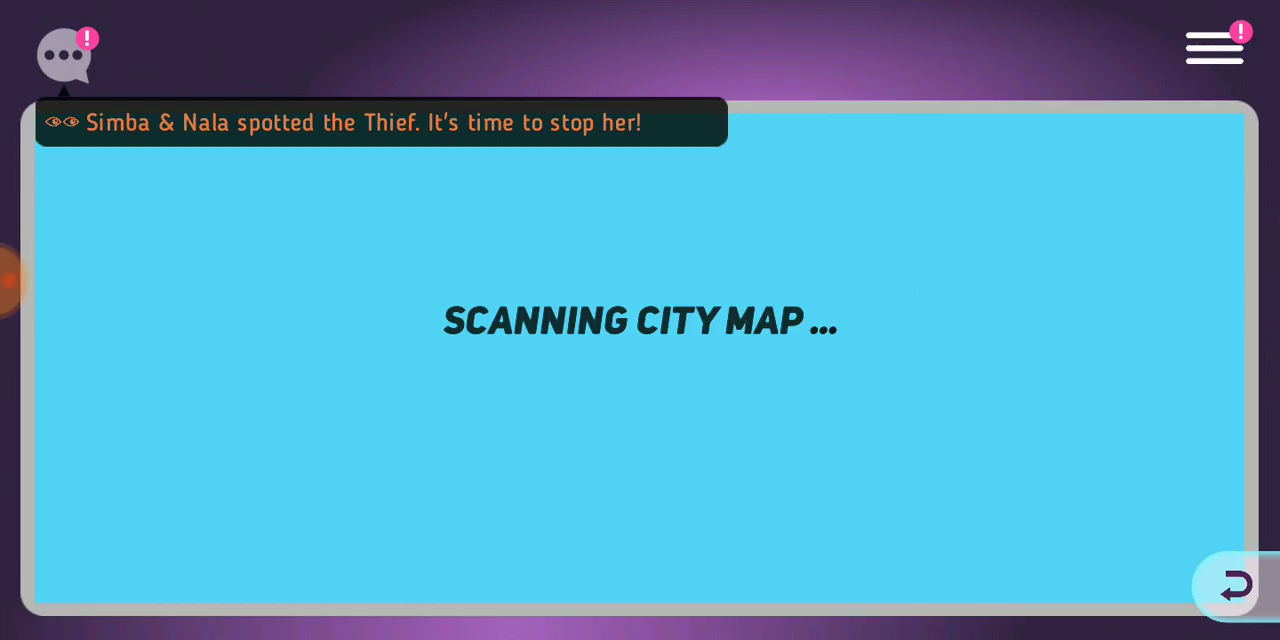 Simba & Nala spotted the Thief. It's time to stop her!
SCANNING CITY MAP ...